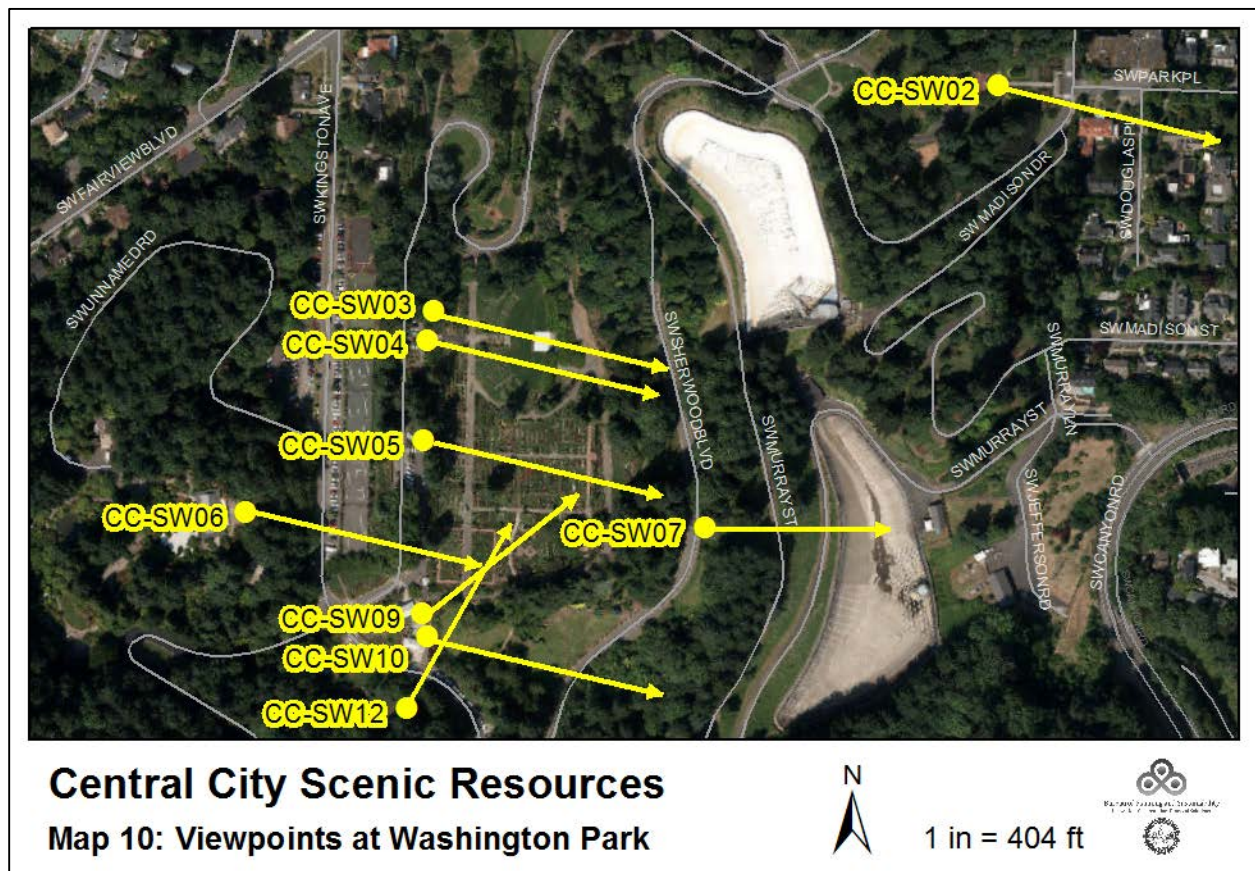 CC-SW02
SWPARKPL
SWFAIRVIEWBLVD
SWKINGSTONAVE
SWDOUGLASPL
SWMADISONDR
SWUNNAMEDRD
CC-SW03
CC-SW04
SWSHERWOODBLVD
SWMADISONST
SWMURRAYLN
CC-SW05
SWMURRAYST
SWMURRAYST
CC-SW06
CC-SW07
SWJEFFERSONRD
SWCANYONRD
CC-SW09
CC-SW10
CC-SW12
Central City Scenic Resources
Map 10: Viewpoints at Washington Park
N
1 in = 404 ft